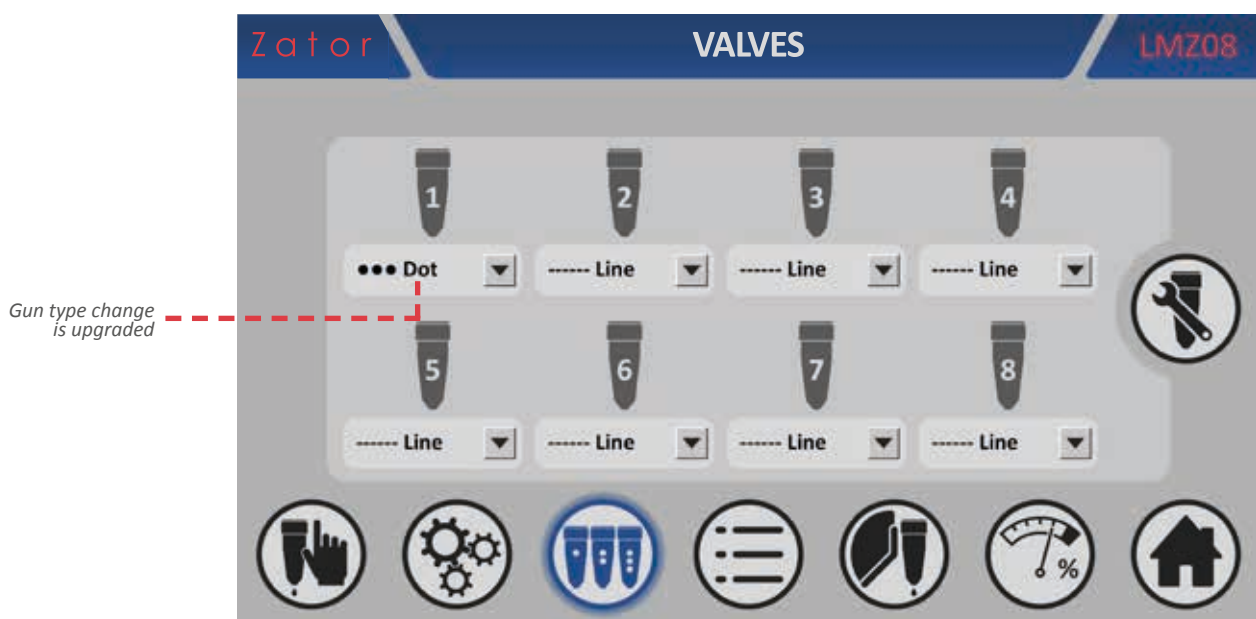 Zator
VALVES
LMZ08
1
2
3
4
●●● Dot
------ Line
------ Line
------ Line
Gun type change
is upgraded
5
6
7
8
------ Line
------ Line
------ Line
------ Line
%